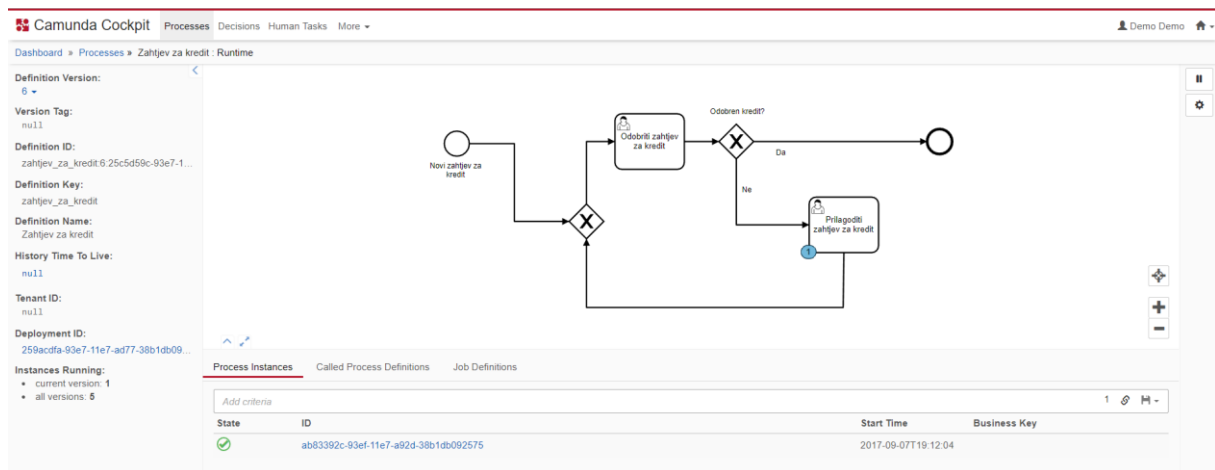 Camunda Cockpit Processes Decisions Human Tasks More Demo Demo
Dashboard » Processes » Zahtjev za kredit : Runtime
Definition Version:
6
Version Tag:
null
Definition ID:
zahtjev_za_kredit:6:25c5d59c-93e7-1...
Definition Key:
zahtjev_za_kredit
Definition Name:
Zahtjev za kredit
History Time To Live:
null
Tenant ID:
null
Deployment ID:
259acdfa-93e7-11e7-ad77-38b1db09...
Instances Running:
current version: 1
all versions: 5
Novi zahtjev za
kredit
Odobriti zahtjev
za kredit
Odobren kredit?
Da
Ne
Prilagoditi
zahtjev za kredit
1
Process Instances Called Process Definitions Job Definitions
Add criteria 1
State ID Start Time Business Key
ab83392c-93ef-11e7-a92d-38b1db092575 2017-09-07T19:12:04